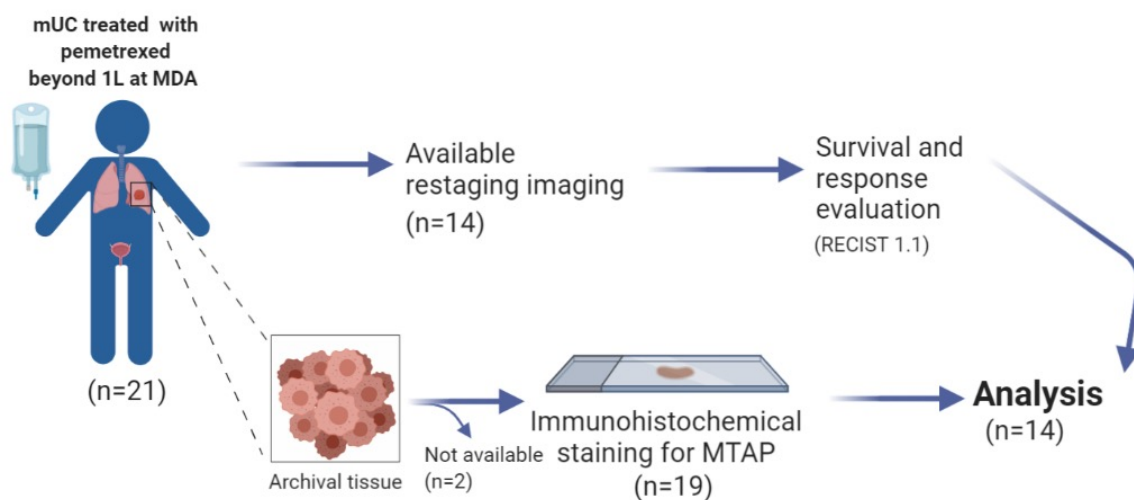 mUC treated with
pemetrexed
beyond 1L at MDA
(n=21)
Available
restaging imaging
(n=14)
Survival and
response
evaluation
(RECIST 1.1)
Archival tissue
Not available
(n=2)
Immunohistochemical
staining for MTAP
(n=19)
Analysis
(n=14)